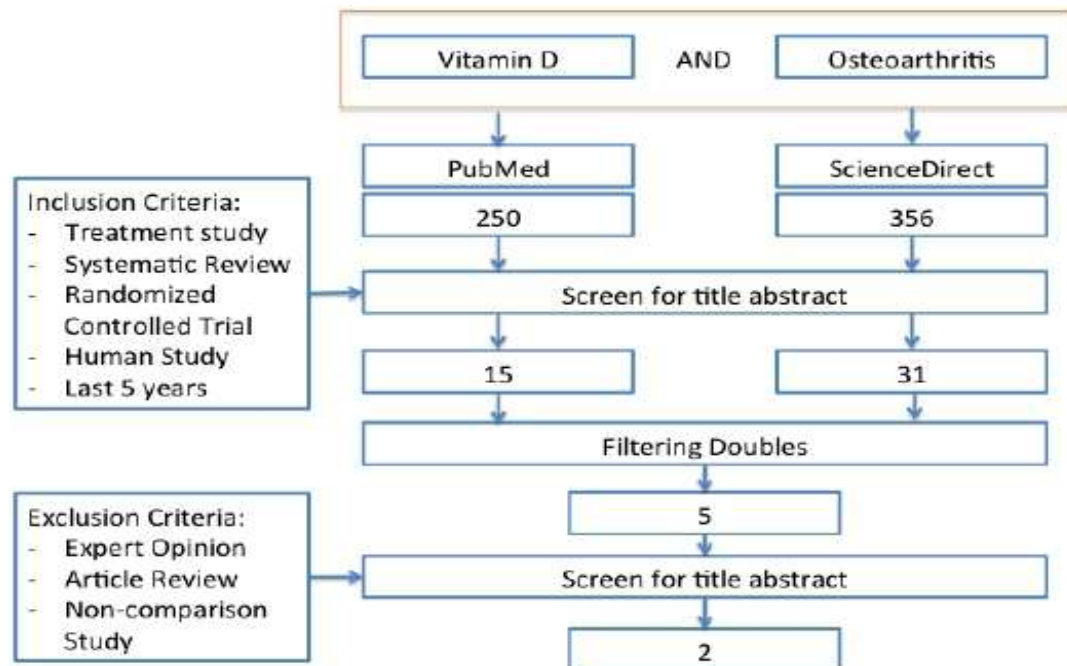 Vitamin D AND Osteoarthritis
PubMed ScienceDirect
250 356
Inclusion Criteria:
- Treatment study
- Systematic Review
- Randomized
Controlled Trial
- Human Study
- Last 5 years
Screen for title abstract
15 31
Filtering Doubles
5
Exclusion Criteria:
- Expert Opinion
- Article Review
- Non-comparison
Study
Screen for title abstract
2